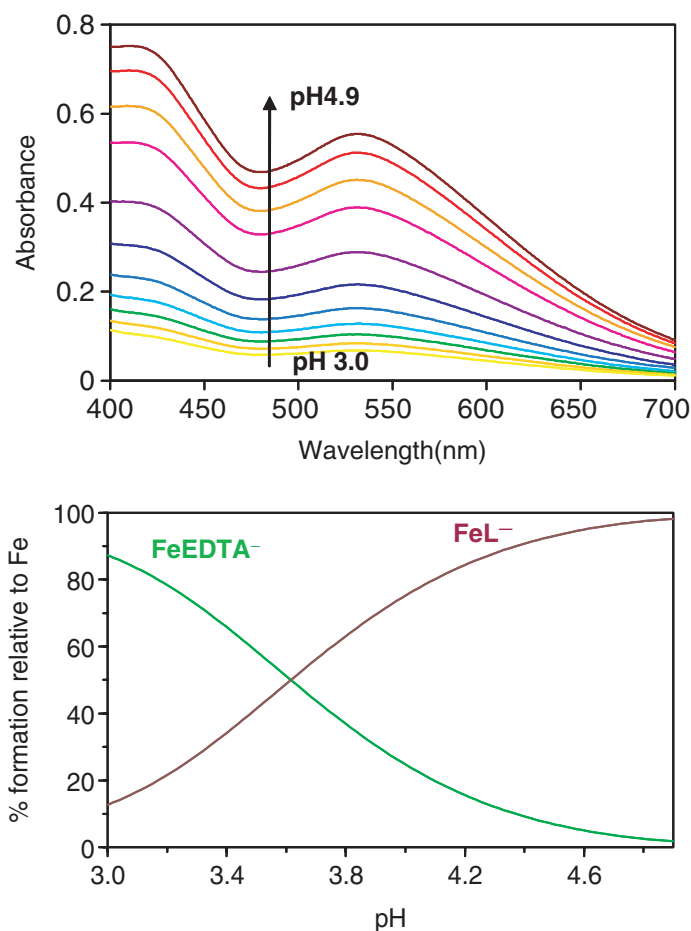 0.8
0.6
0.4
0.2
0
Absorbance
pH4.9
pH 3.0
400 450 500 550 600 650 700
Wavelength(nm)
100
80
60
40
20
0
% formation relative to Fe
FeEDTA⁻
FeL⁻
3.0 3.4 3.8 4.2 4.6
pH